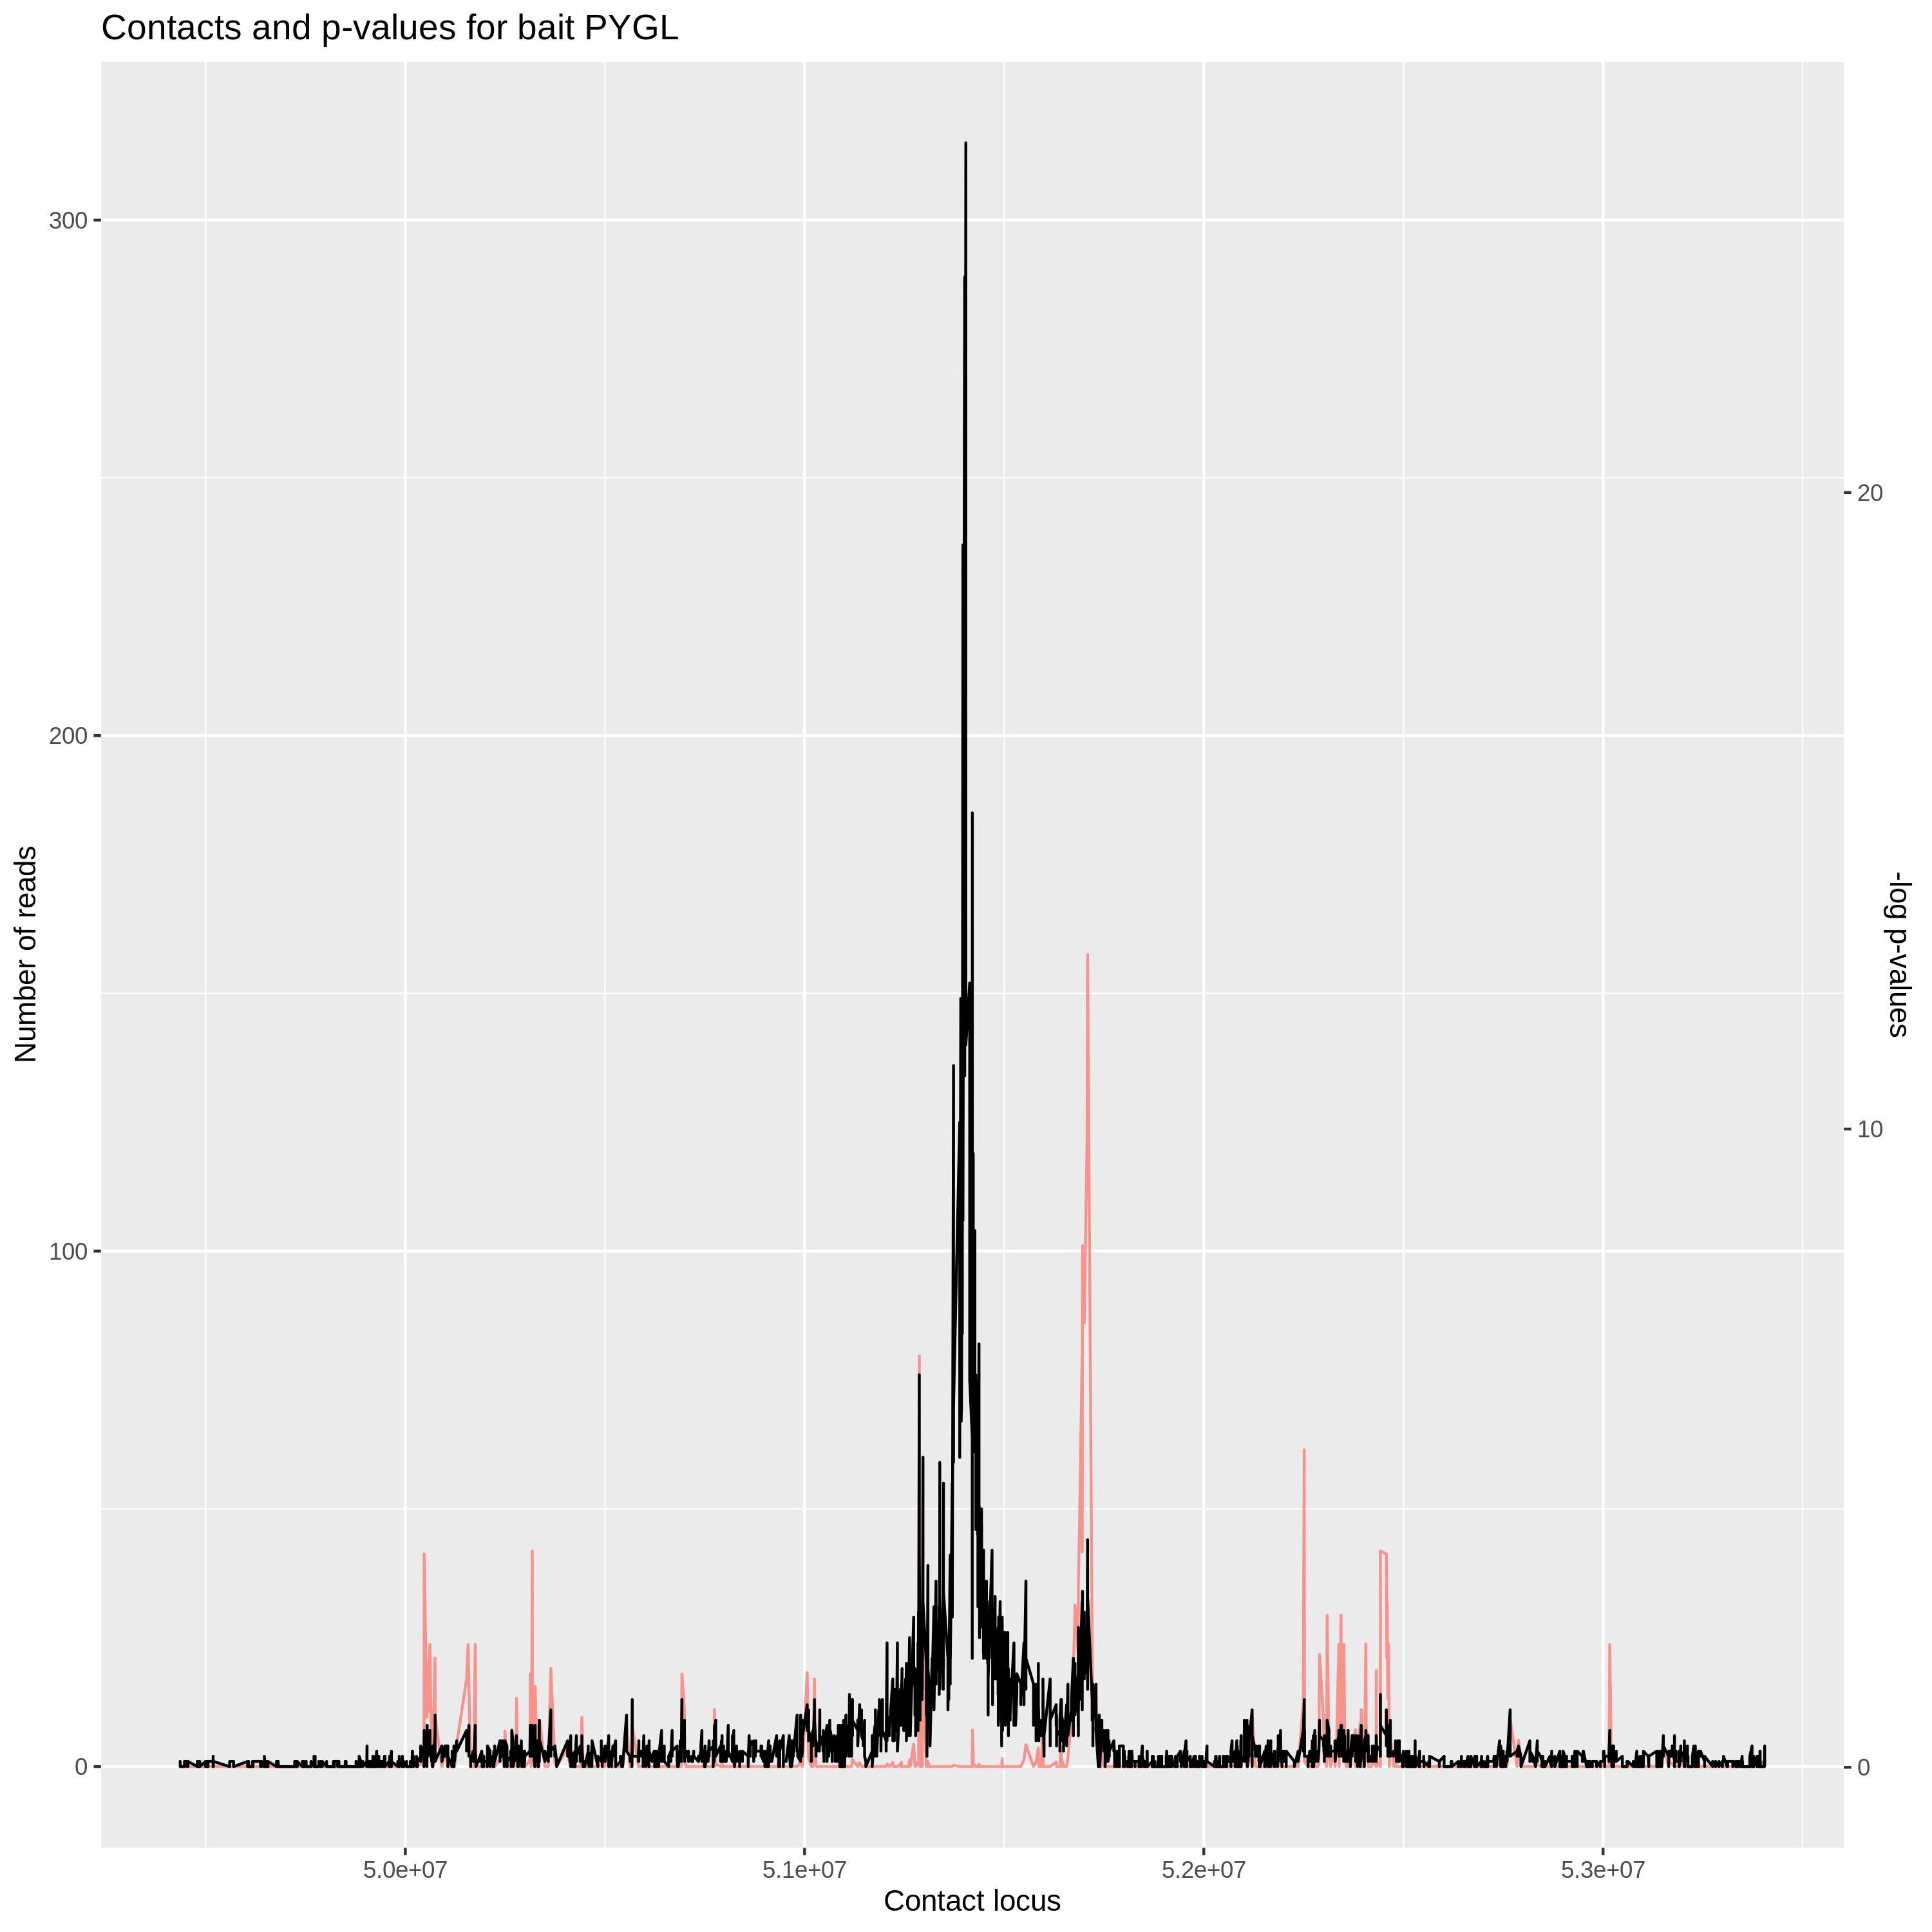 Contacts and p-values for bait PYGL
300
200
100
0
Number of reads
20
10
0
-log p-values
5.0e+07
5.1e+07
5.2e+07
5.3e+07
Contact locus